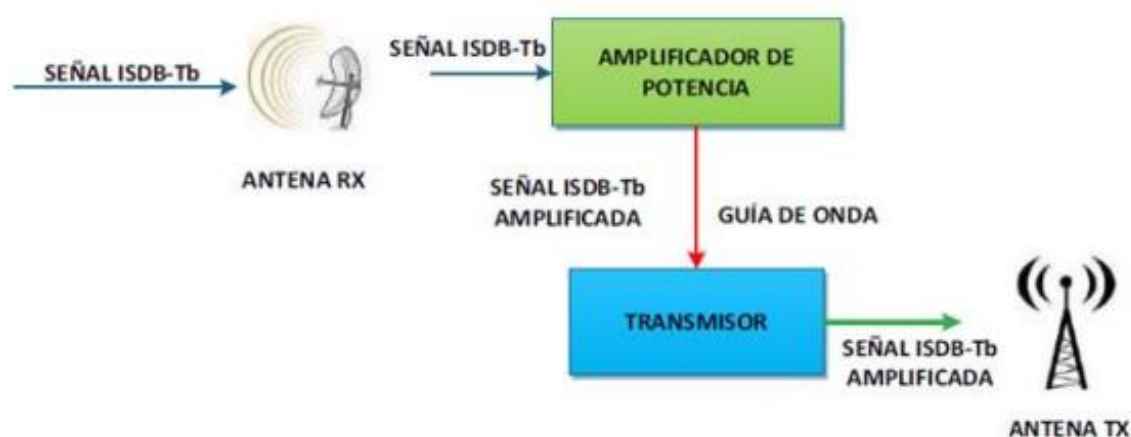 SEÑAL ISDB-Tb
ANTENA RX
SEÑAL ISDB-Tb
AMPLIFICADOR DE
POTENCIA
SEÑAL ISDB-Tb
AMPLIFICADA
GUÍA DE ONDA
TRANSMISOR
SEÑAL ISDB-Tb
AMPLIFICADA
ANTENA TX